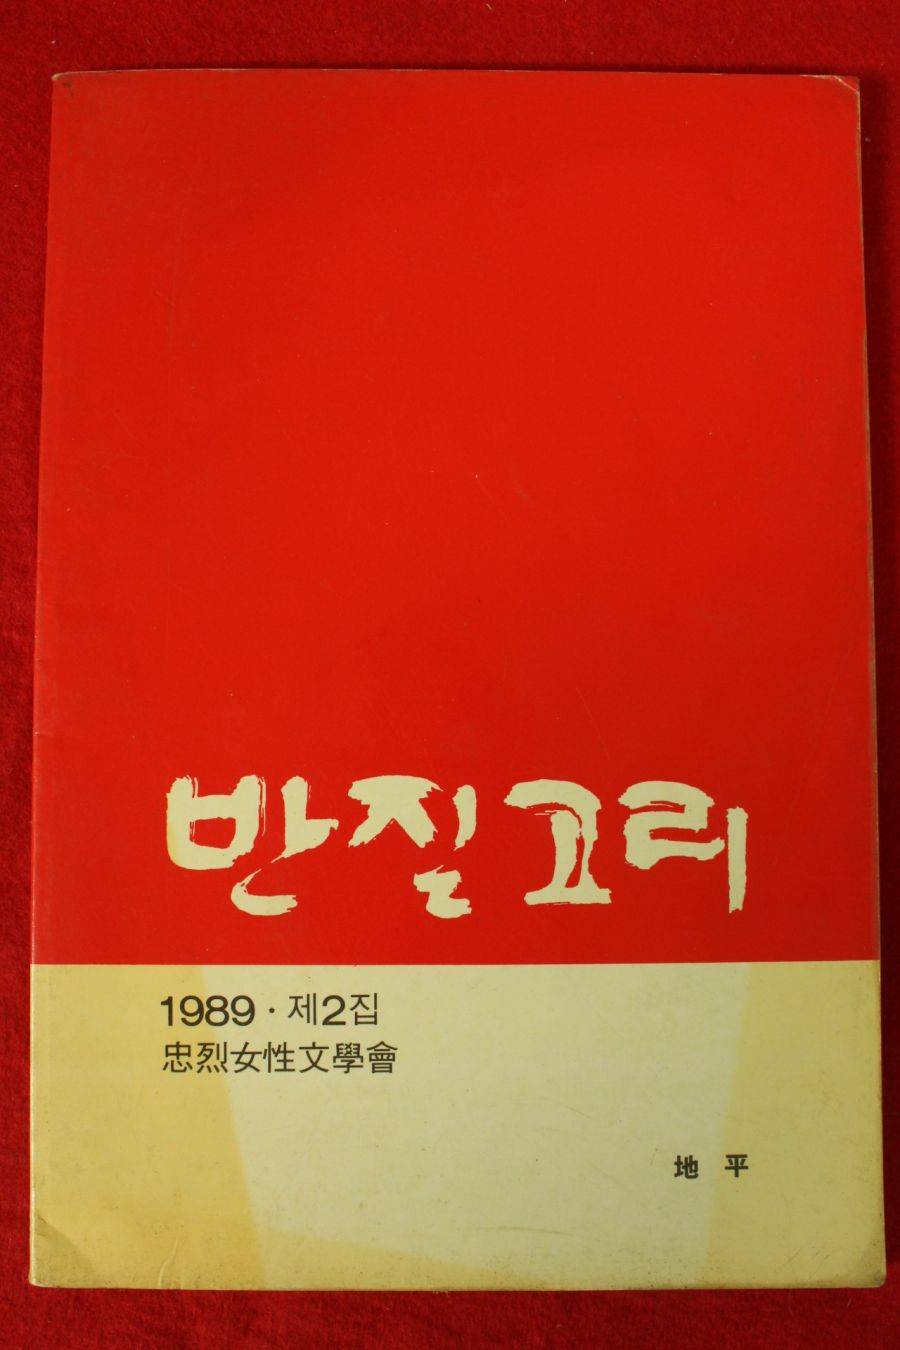 반짇고리
1989 · 제2집
忠烈女性文學會
地平